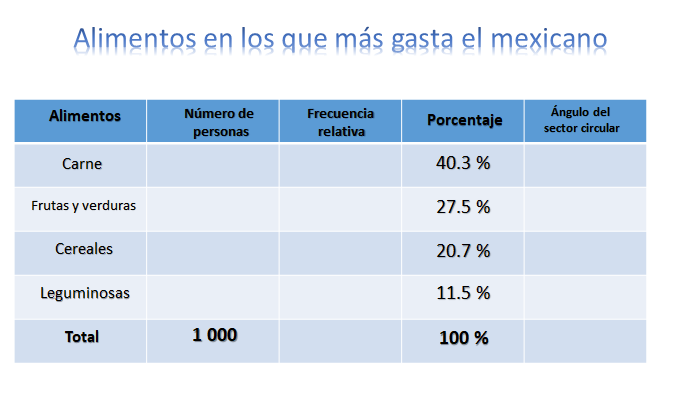 Alimentos en los que más gasta el mexicano
Alimentos Número de personas Frecuencia relativa Porcentaje Ángulo del sector circular
Carne 40.3 %
Frutas y verduras 27.5 %
Cereales 20.7 %
Leguminosas 11.5 %
Total 1 000 100 %